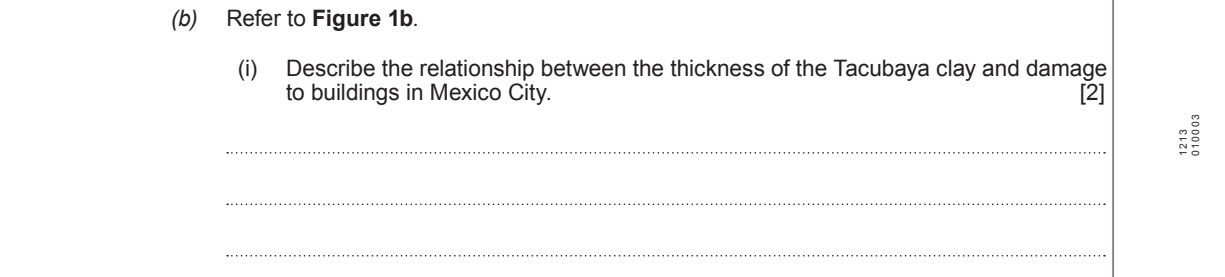 (b) Refer to Figure 1b.
(i) Describe the relationship between the thickness of the Tacubaya clay and damage
to buildings in Mexico City. [2]
1213
010003